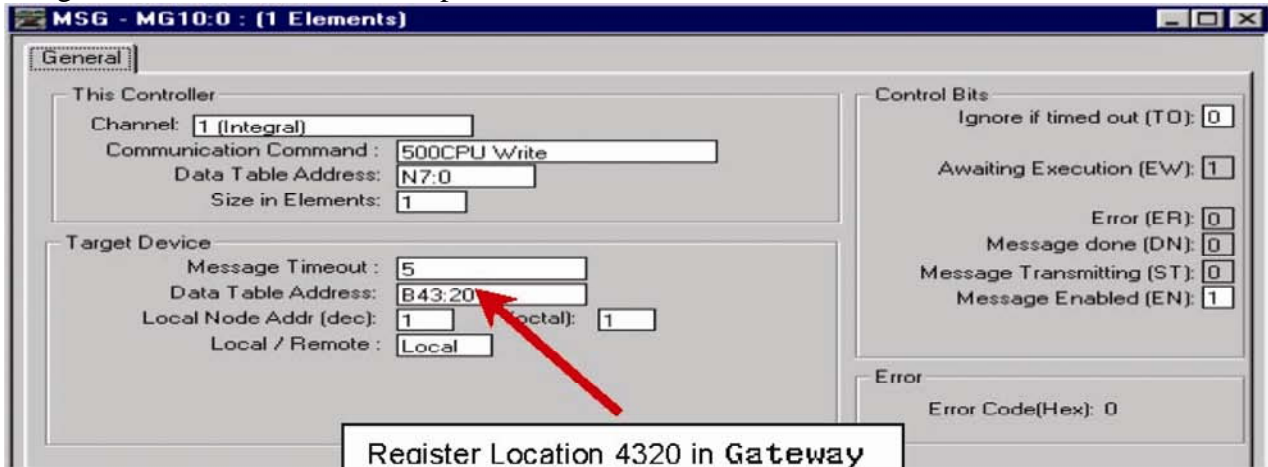 MSG - MG10:0 : (1 Elements)
General
This Controller
Channel: 1 (Integral)
Communication Command : 500CPU Write
Data Table Address: N7:0
Size in Elements: 1
Target Device
Message Timeout : 5
Data Table Address: B43:20
Local Node Addr (dec): 1 (octal): 1
Local / Remote : Local
Control Bits
Ignore if timed out (TO): 0
Awaiting Execution (EW): 1
Error (ER): 0
Message done (DN): 0
Message Transmitting (ST): 0
Message Enabled (EN): 1
Error
Error Code(Hex): 0
Register Location 4320 in Gateway